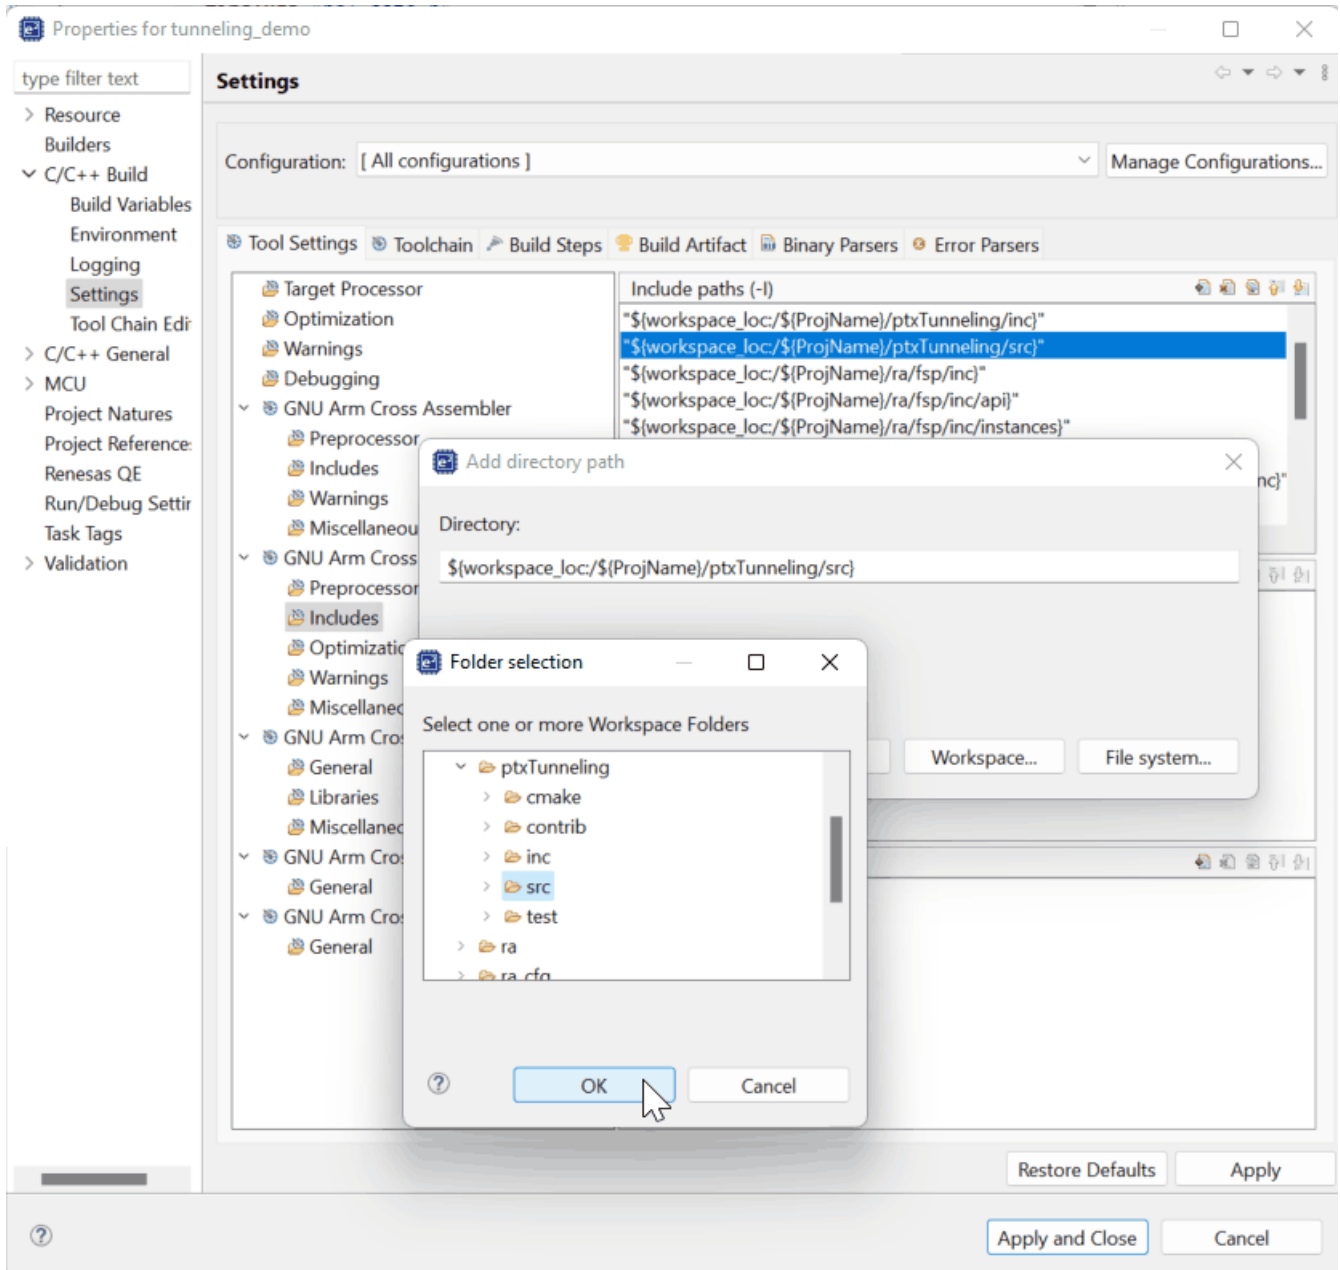 Properties for tunneling_demo
type filter text
Settings
Resource
Builders
C/C++ Build
Build Variables
Environment
Logging
Settings
Tool Chain Edi
C/C++ General
MCU
Project Natures
Project Reference
Renesas QE
Run/Debug Settin
Task Tags
Validation
Configuration: [ All configurations ]
Manage Configurations...
Tool Settings Toolchain Build Steps Build Artifact Binary Parsers Error Parsers
Target Processor
Optimization
Warnings
Debugging
GNU Arm Cross Assembler
Preprocessor
Includes
Warnings
Miscellaneou
GNU Arm Cross
Preprocessor
Includes
Optimizatio
Warnings
Miscellanec
GNU Arm Cros
General
Libraries
Miscellanec
GNU Arm Cros
General
GNU Arm Cros
General
Include paths (-I)
"${workspace_loc:/${ProjName}/ptxTunneling/inc}"
"${workspace_loc:/${ProjName}/ptxTunneling/src}"
"${workspace_loc:/${ProjName}/ra/fsp/inc}"
"${workspace_loc:/${ProjName}/ra/fsp/inc/api}"
"${workspace_loc:/${ProjName}/ra/fsp/inc/instances}"
nc}"
Add directory path
Directory:
${workspace_loc:/${ProjName}/ptxTunneling/src}
Workspace... File system...
Folder selection
Select one or more Workspace Folders
ptxTunneling
cmake
contrib
inc
src
test
ra
ra_cfg
OK Cancel
Restore Defaults Apply
Apply and Close Cancel